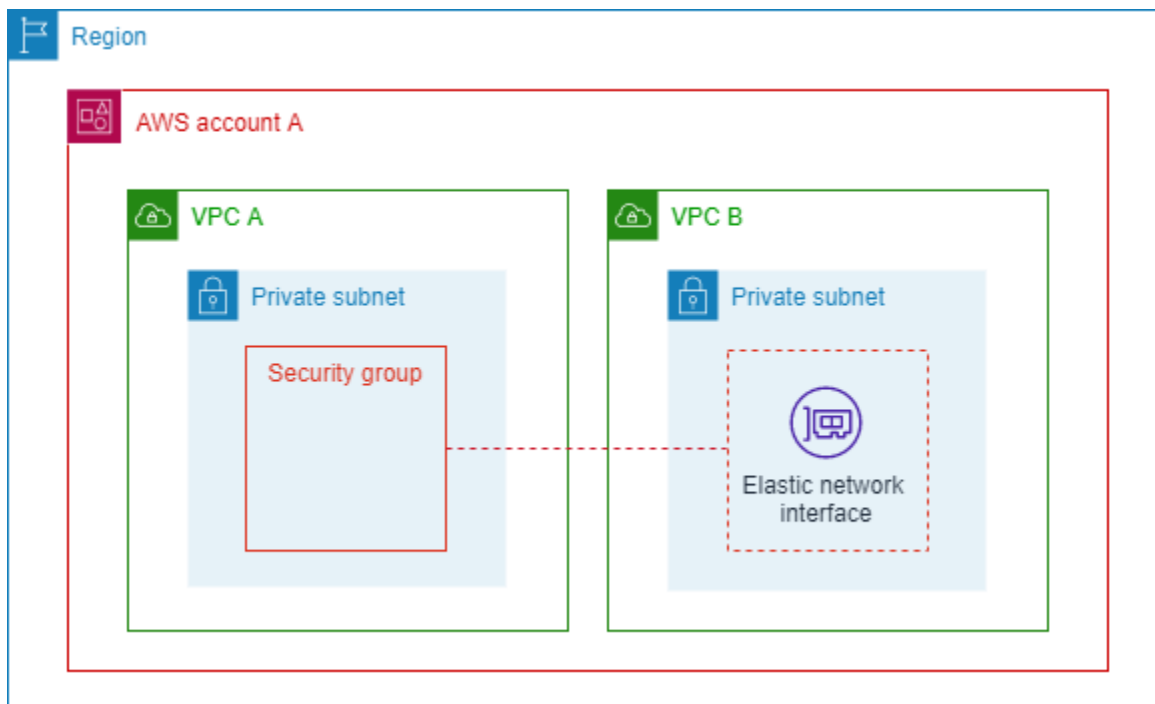 Region
AWS account A
VPC A
VPC B
Private subnet
Private subnet
Security group
Elastic network
interface